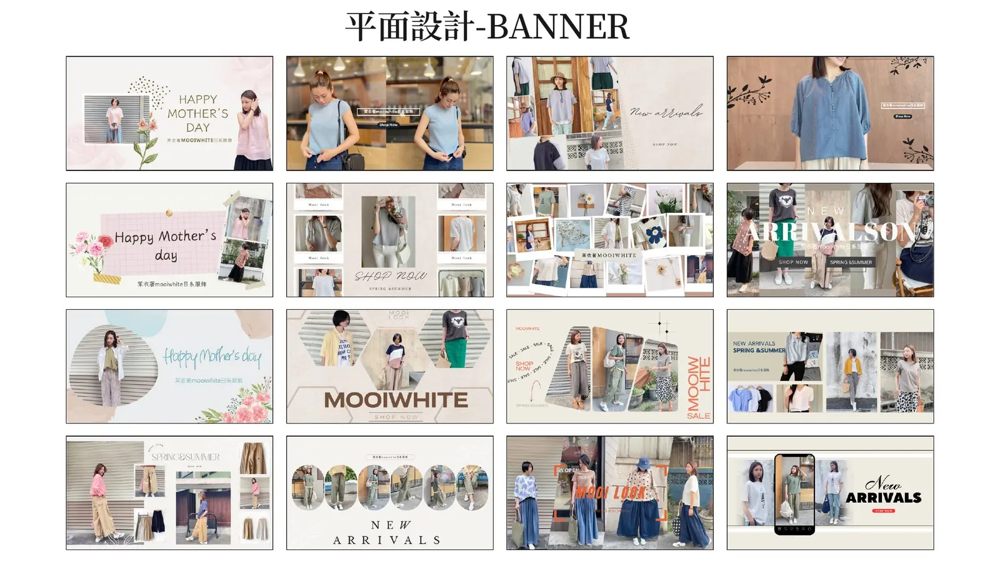 平面設計-BANNER
HAPPY
MOTHER'S
DAY
茉衣著MOOIWHITE日系服飾
茉衣著mooiwhite日系服飾
Shop Now
New arrivals
SHOP NOW
茉衣著mooiwhite日系服飾
Shop Now
Happy Mother's
day
茉衣著mooiwhite日系服飾
Mooi look
Mooi look
Mooi look
Mooi look
SHOP NOW
SPRING &SUMMER
茉衣著MOOIWHITE
NEW
ARRIVALSON
茉衣著mooiwhite日系服飾
SHOP NOW
SPRING &SUMMER
Happy Mother's day
茉衣著mooiwhite日系服飾
MOOI
LOOK
MOOIWHITE
SHOP NOW
MOOWHITE
SALE - SALE - SALE - SALE - SALE
SHOP
NOW
SPRING&SUMMER
MOOIW
HITE
SALE
NEW ARRIVALS
SPRING &SUMMER
茉衣著mooiwhite日系服飾
MOOI LOOK
SPRING&SUMMER
SHOP NOW
茉衣著mooiwhite日系服飾
NEW
ARRIVALS
W OPEN
MOOI LOOK
SPRING&SUMMER
New
ARRIVALS
SHOP NOW